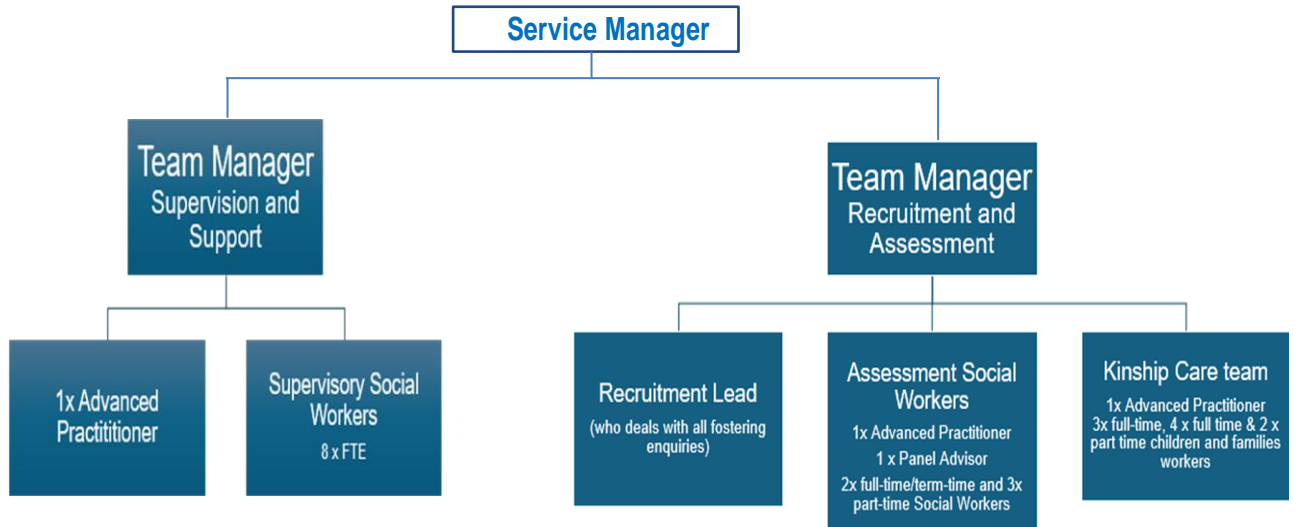 Service Manager
Team Manager
Supervision and
Support
Team Manager
Recruitment and
Assessment
1x Advanced
Practititioner
Supervisory Social
Workers
8 x FTE
Recruitment Lead
(who deals with all fostering
enquiries)
Assessment Social
Workers
1x Advanced Practitioner
1 x Panel Advisor
2x full-time/term-time and 3x
part-time Social Workers
Kinship Care team
1x Advanced Practitioner
3x full-time, 4 x full time & 2 x
part time children and families
workers